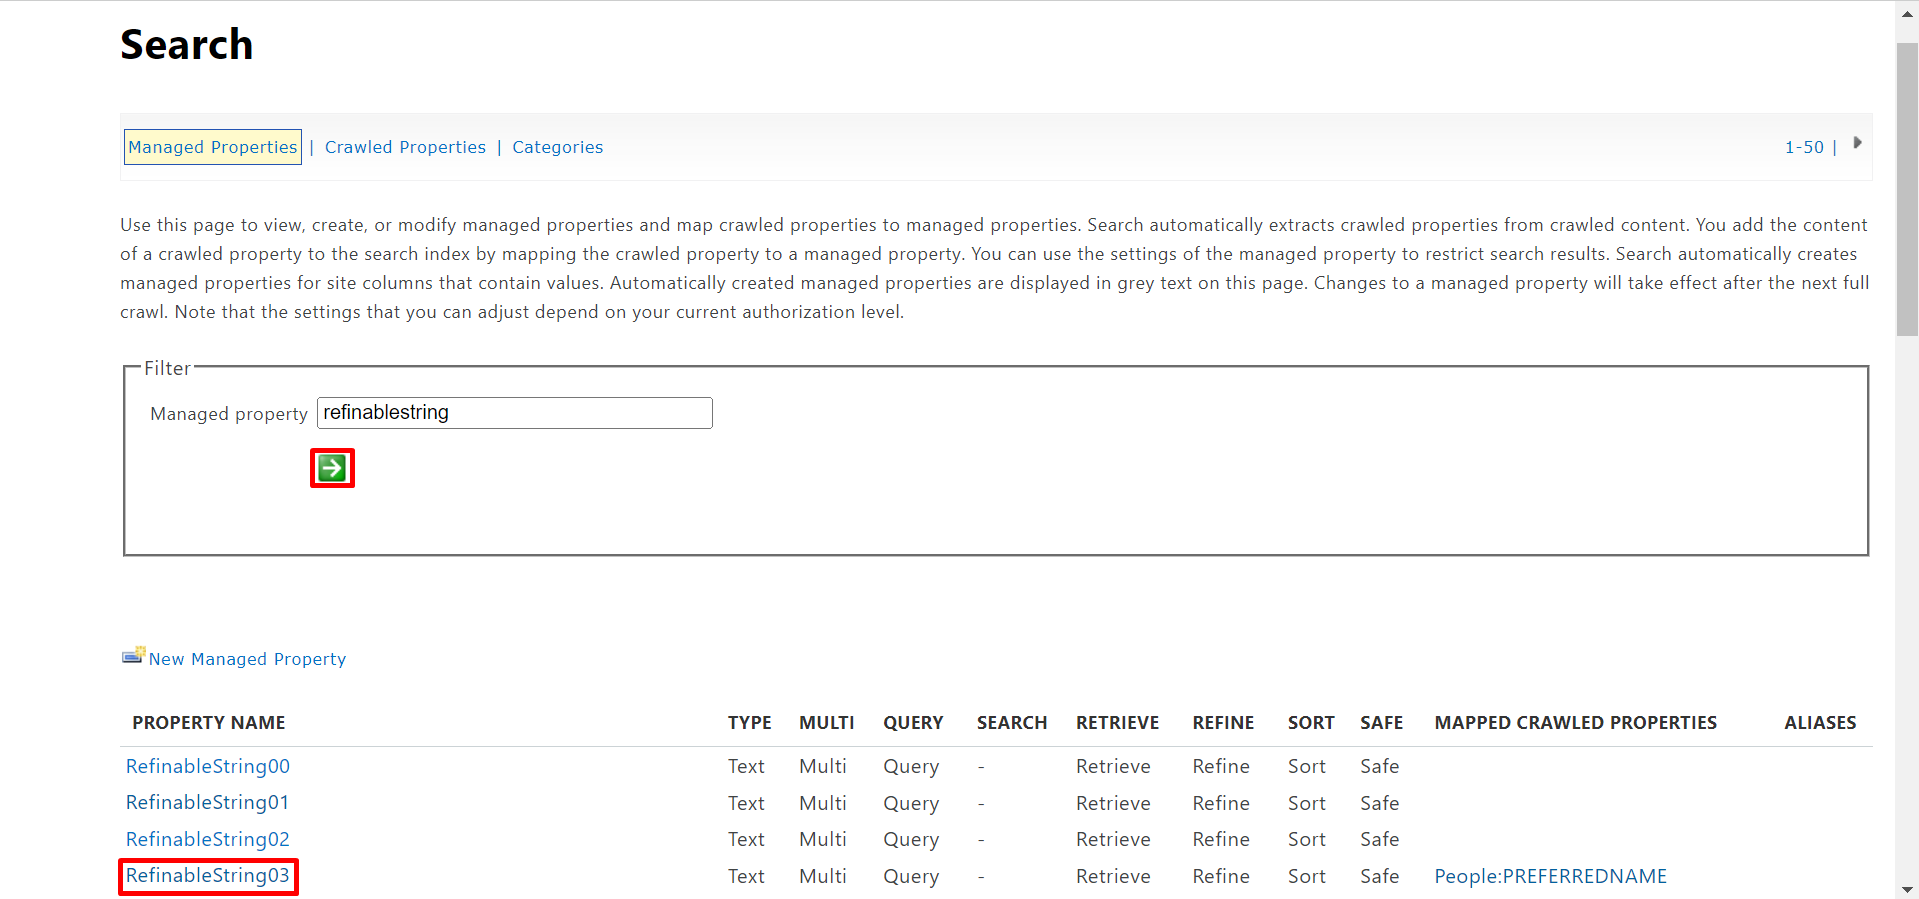 Search
Managed Properties | Crawled Properties | Categories 1-50 |
Use this page to view, create, or modify managed properties and map crawled properties to managed properties. Search automatically extracts crawled properties from crawled content. You add the content
of a crawled property to the search index by mapping the crawled property to a managed property. You can use the settings of the managed property to restrict search results. Search automatically creates
managed properties for site columns that contain values. Automatically created managed properties are displayed in grey text on this page. Changes to a managed property will take effect after the next full
crawl. Note that the settings that you can adjust depend on your current authorization level.
Filter
Managed property refinablestring
New Managed Property
PROPERTY NAME TYPE MULTI QUERY SEARCH RETRIEVE REFINE SORT SAFE MAPPED CRAWLED PROPERTIES ALIASES
RefinableString00 Text Multi Query - Retrieve Refine Sort Safe
RefinableString01 Text Multi Query - Retrieve Refine Sort Safe
RefinableString02 Text Multi Query - Retrieve Refine Sort Safe
RefinableString03 Text Multi Query - Retrieve Refine Sort Safe People:PREFERREDNAME